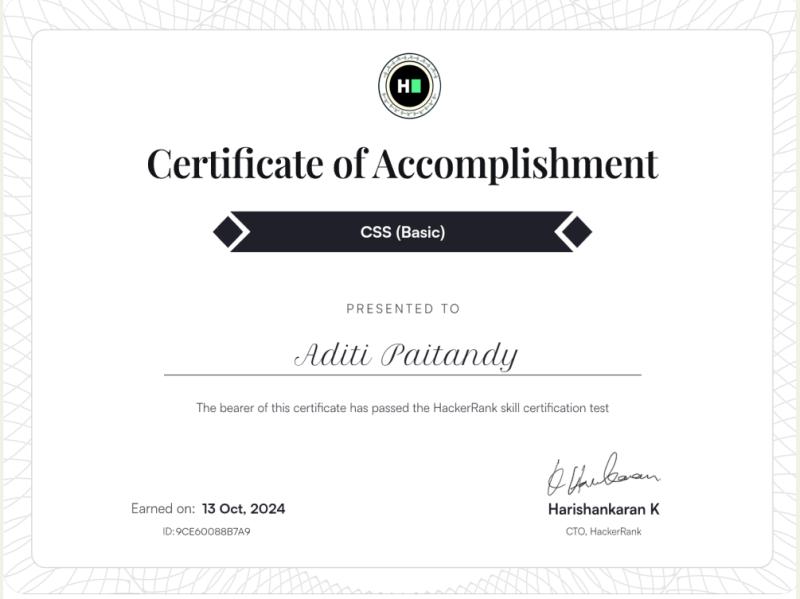 H
Certificate of Accomplishment
CSS (Basic)
PRESENTED TO
Aditi Paitandy
The bearer of this certificate has passed the HackerRank skill certification test
Earned on: 13 Oct, 2024
Harishankaran K
ID:9CE60088B7A9
CTO, HackerRank